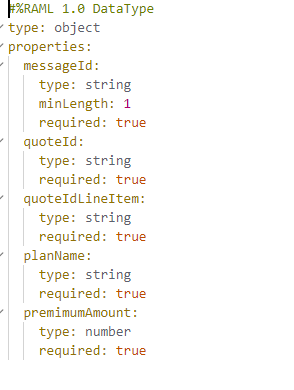 #%RAML 1.0 DataType
type: object
properties:
  messageId:
    type: string
    minLength: 1
    required: true
  quoteId:
    type: string
    required: true
  quoteIdLineItem:
    type: string
    required: true
  planName:
    type: string
    required: true
  premimumAmount:
    type: number
    required: true